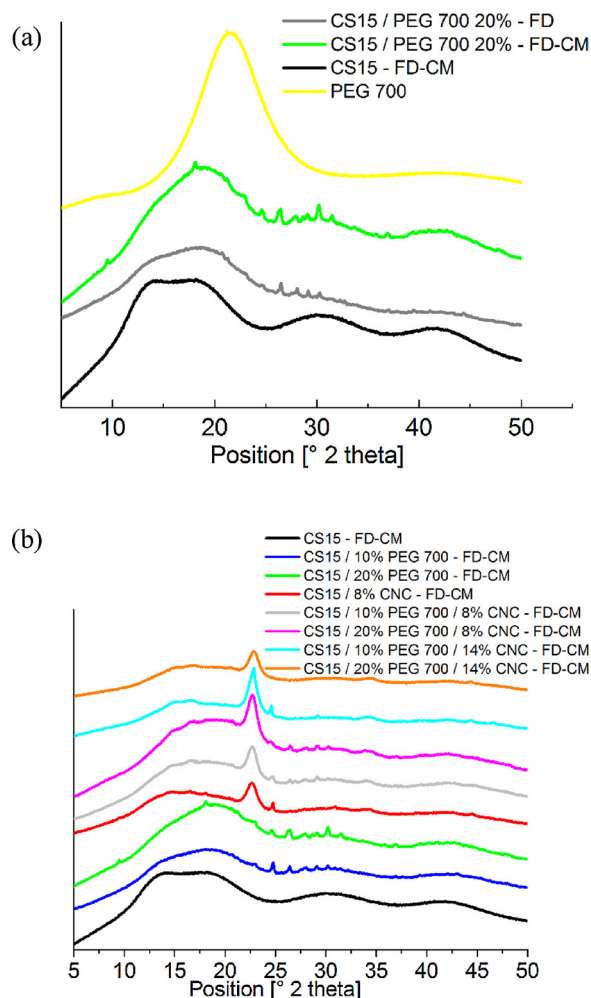 (a)
CS15 / PEG 700 20% - FD
CS15 / PEG 700 20% - FD-CM
CS15 - FD-CM
PEG 700
10 20 30 40 50
Position [° 2 theta]
(b)
CS15 - FD-CM
CS15 / 10% PEG 700 - FD-CM
CS15 / 20% PEG 700 - FD-CM
CS15 / 8% CNC - FD-CM
CS15 / 10% PEG 700 / 8% CNC - FD-CM
CS15 / 20% PEG 700 / 8% CNC - FD-CM
CS15 / 10% PEG 700 / 14% CNC - FD-CM
CS15 / 20% PEG 700 / 14% CNC - FD-CM
5 10 15 20 25 30 35 40 45 50
Position [° 2 theta]